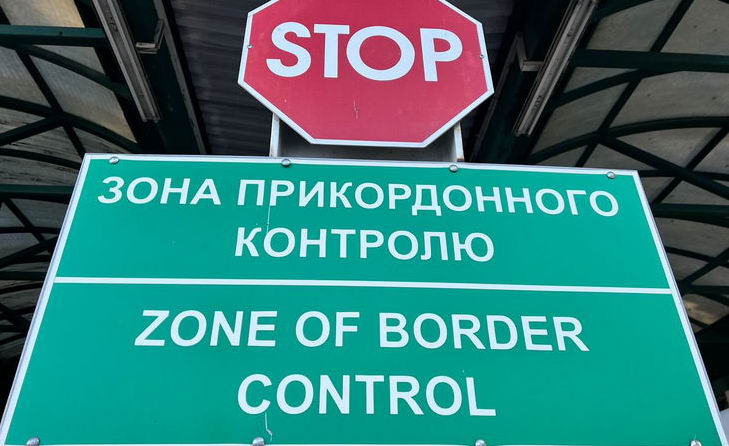 STOP
ЗОНА ПРИКОРДОННОГО
КОНТРОЛЮ
ZONE OF BORDER
CONTROL